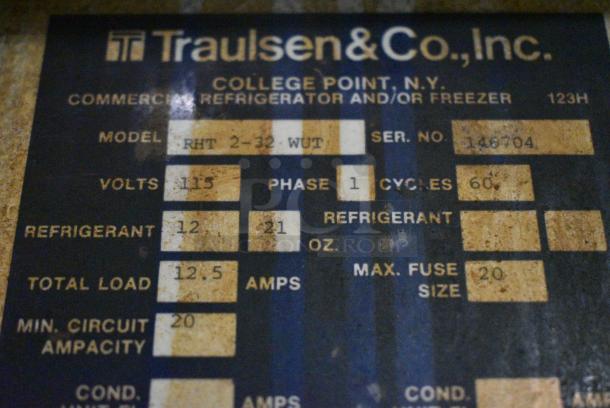 Traulsen & Co., Inc.
COLLEGE POINT, N.Y.
COMMERCIAL REFRIGERATOR AND/OR FREEZER 123H
MODEL RHT 2-32 WUT SER. NO. 146704
VOLTS 115 PHASE 1 CYCLES 60
REFRIGERANT 12 21 OZ. REFRIGERANT
TOTAL LOAD 12.5 AMPS MAX. FUSE SIZE 20
MIN. CIRCUIT AMPACITY 20
COND. AMPS COND.